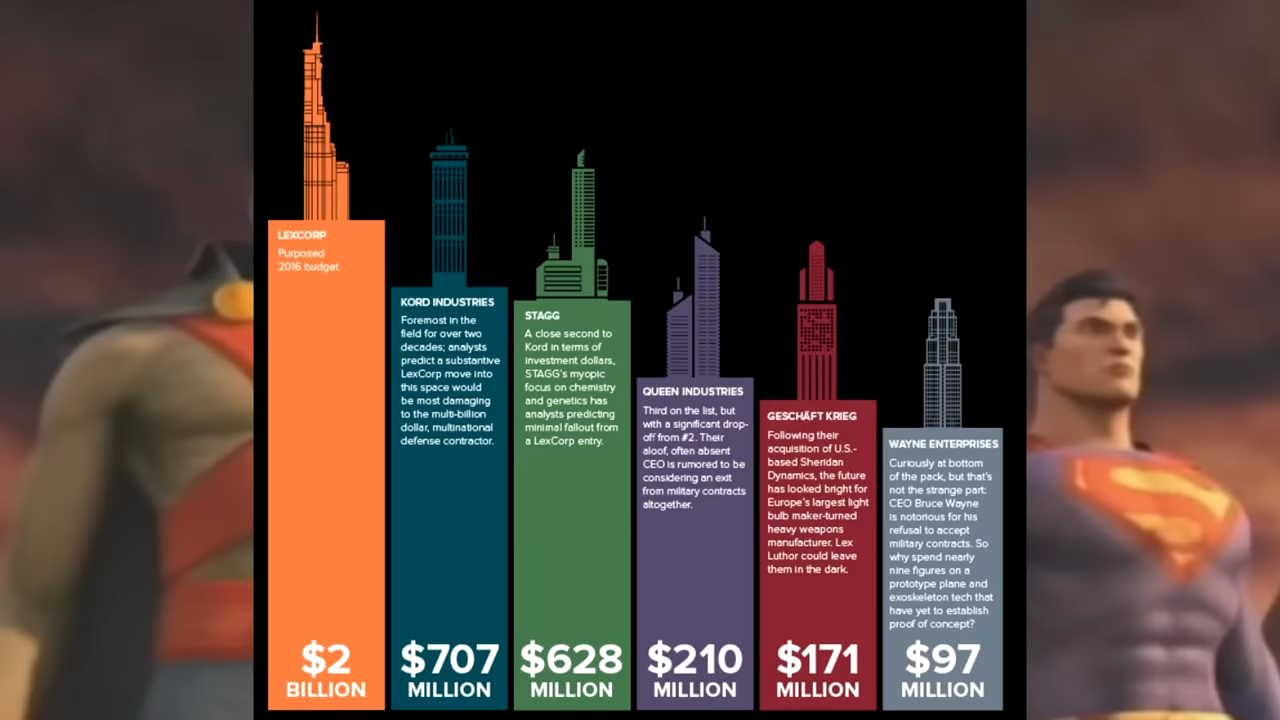 LEXCORP
Purposed
2016 budget.
$2
BILLION
KORD INDUSTRIES
Foremost in the
field for over two
decades; analysts
predict a substantive
LexCorp move into
this space would
be most damaging
to the multi-billion
dollar, multinational
defense contractor.
$707
MILLION
STAGG
A close second to
Kord in terms of
investment dollars,
STAGG's myopic
focus on chemistry
and genetics has
analysts predicting
minimal fallout from
a LexCorp entry.
$628
MILLION
QUEEN INDUSTRIES
Third on the list, but
with a significant drop-
off from #2. Their
aloof, often absent
CEO is rumored to be
considering an exit
from military contracts
altogether.
$210
MILLION
GESCHÄFT KRIEG
Following their
acquisition of U.S.-
based Sheridan
Dynamics, the future
has looked bright for
Europe's largest light
bulb maker-turned
heavy weapons
manufacturer. Lex
Luthor could leave
them in the dark.
$171
MILLION
WAYNE ENTERPRISES
Curiously at bottom
of the pack, but that's
not the strange part:
CEO Bruce Wayne
is notorious for his
refusal to accept
military contracts. So
why spend nearly
nine figures on a
prototype plane and
exoskeleton tech that
have yet to establish
proof of concept?
$97
MILLION